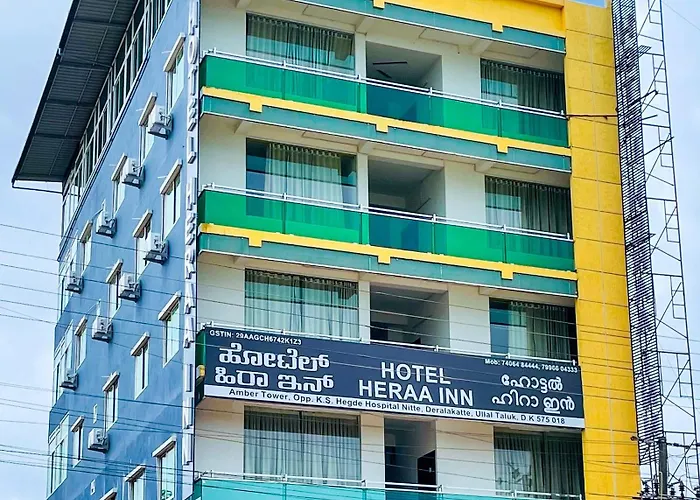 GSTIN: 29AAGCH6742K1Z3
Mob: 74064 84444, 79966 04333
ಹೋಟೆಲ್
ಹಿರಾ ಇನ್
HOTEL
HERAA INN
ഹോട്ടൽ
ഹിറാ ഇൻ
Amber Tower, Opp. K.S. Hegde Hospital Nitte, Deralakatte, Ullal Taluk, D.K 575 018